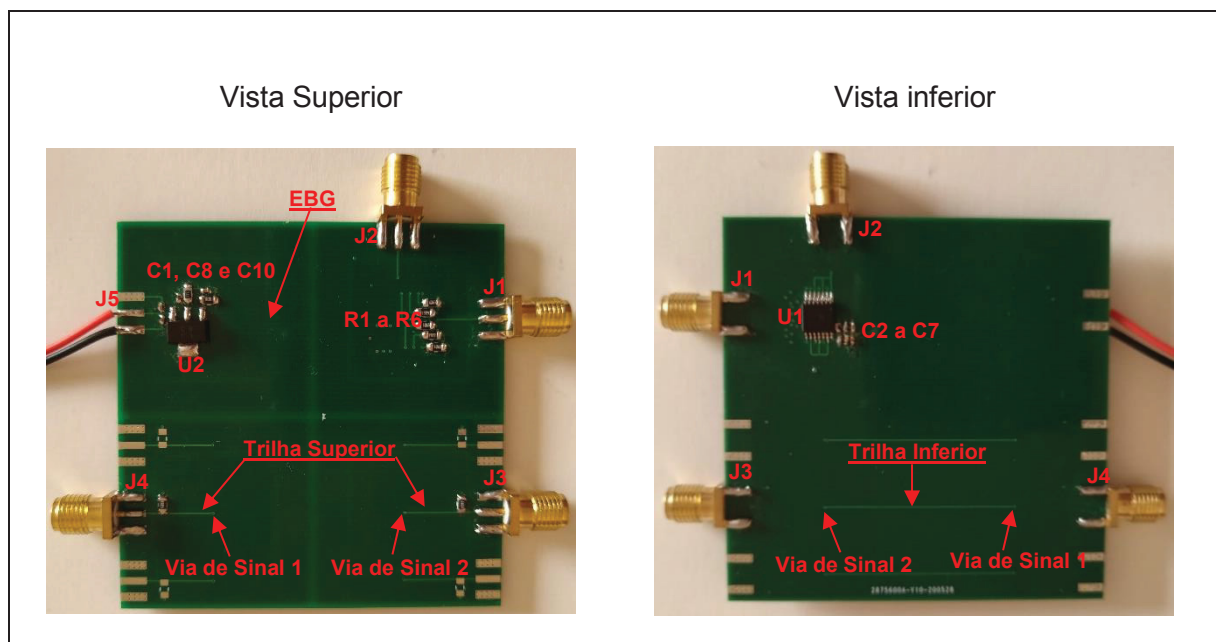 Vista Superior
EBG
J2
C1, C8 e C10
J5
J1
R1 a R6
U2
Trilha Superior
J4
J3
Via de Sinal 1
Via de Sinal 2
Vista inferior
J2
J1
U1
C2 a C7
Trilha Inferior
J3
J4
Via de Sinal 2
Via de Sinal 1